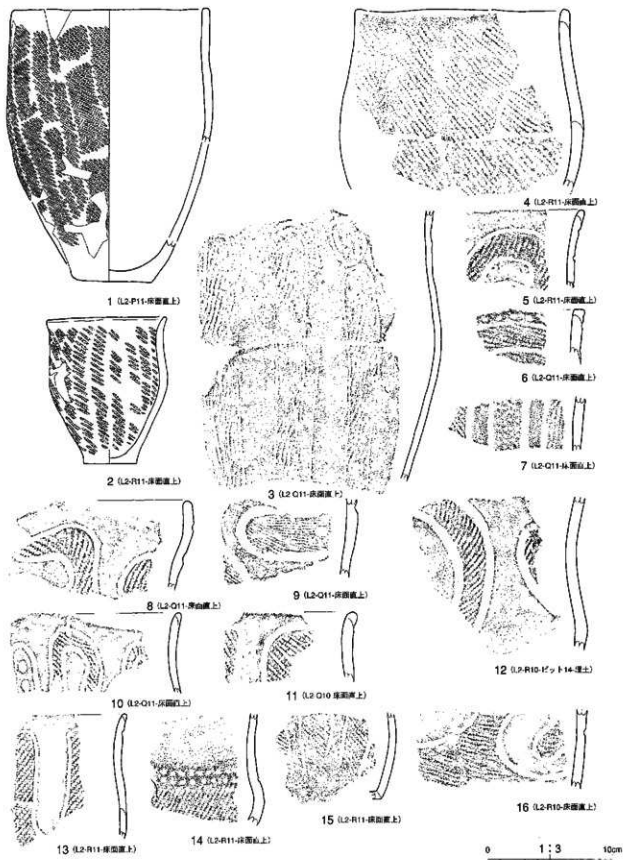 1 (L2-P11-床面直上)
4 (L2-R11-床面直上)
5 (L2-R11-床面直上)
6 (L2-Q11-床面直上)
2 (L2-R11-床面直上)
3 (L2-Q11-床面直上)
7 (L2-Q11-床面直上)
8 (L2-Q11-床面直上)
9 (L2-Q11-床面直上)
10 (L2-Q11-床面直上)
11 (L2-Q10-床面直上)
12 (L2-R10-ピット14-埋土)
13 (L2-R11-床面直上)
14 (L2-R11-床面直上)
15 (L2-R11-床面直上)
16 (L2-R10-床面直上)
0 1:3 10cm